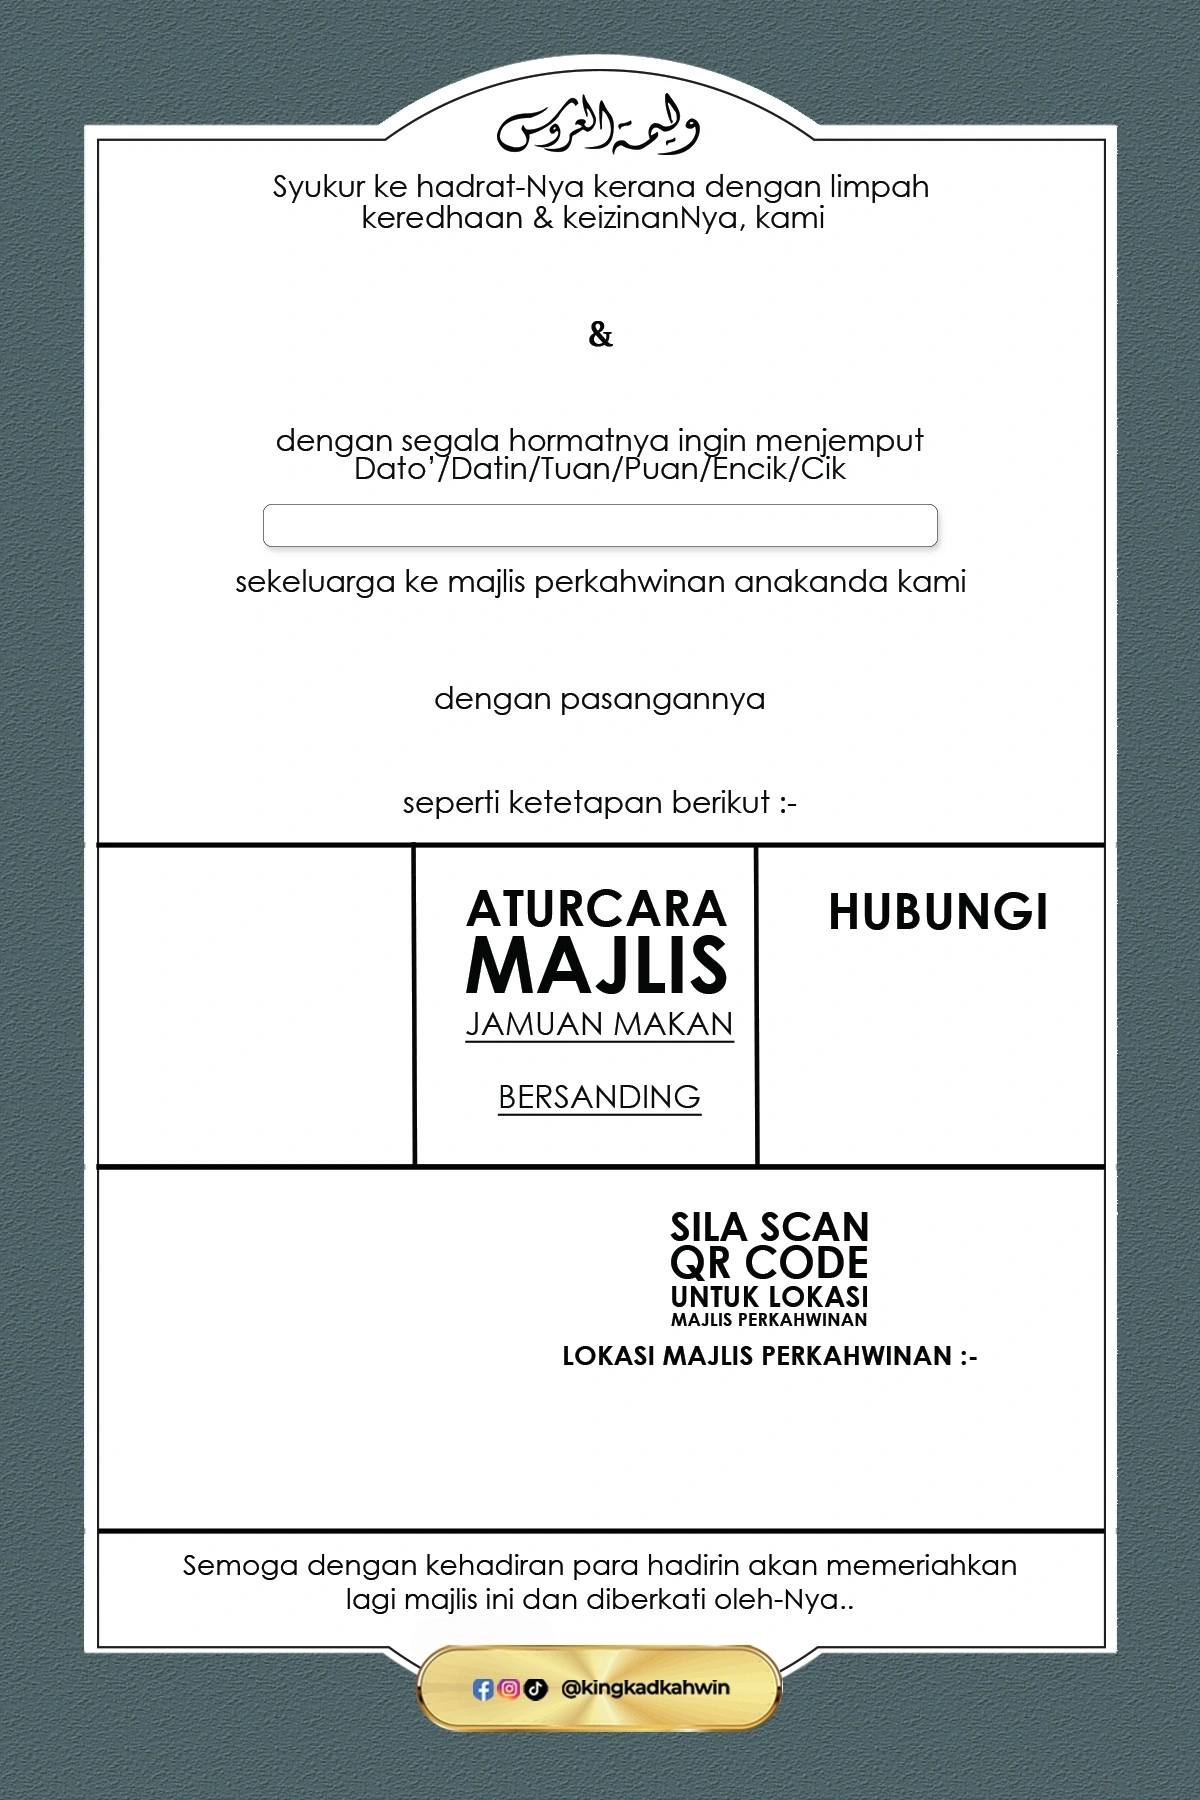 وليمة العروس
Syukur ke hadrat-Nya kerana dengan limpah
keredhaan & keizinanNya, kami
&
dengan segala hormatnya ingin menjemput
Dato’/Datin/Tuan/Puan/Encik/Cik
sekeluarga ke majlis perkahwinan anakanda kami
dengan pasangannya
seperti ketetapan berikut :-
ATURCARA
MAJLIS
JAMUAN MAKAN
BERSANDING
HUBUNGI
SILA SCAN
QR CODE
UNTUK LOKASI
MAJLIS PERKAHWINAN
LOKASI MAJLIS PERKAHWINAN :-
Semoga dengan kehadiran para hadirin akan memeriahkan
lagi majlis ini dan diberkati oleh-Nya..
@kingkadkahwin